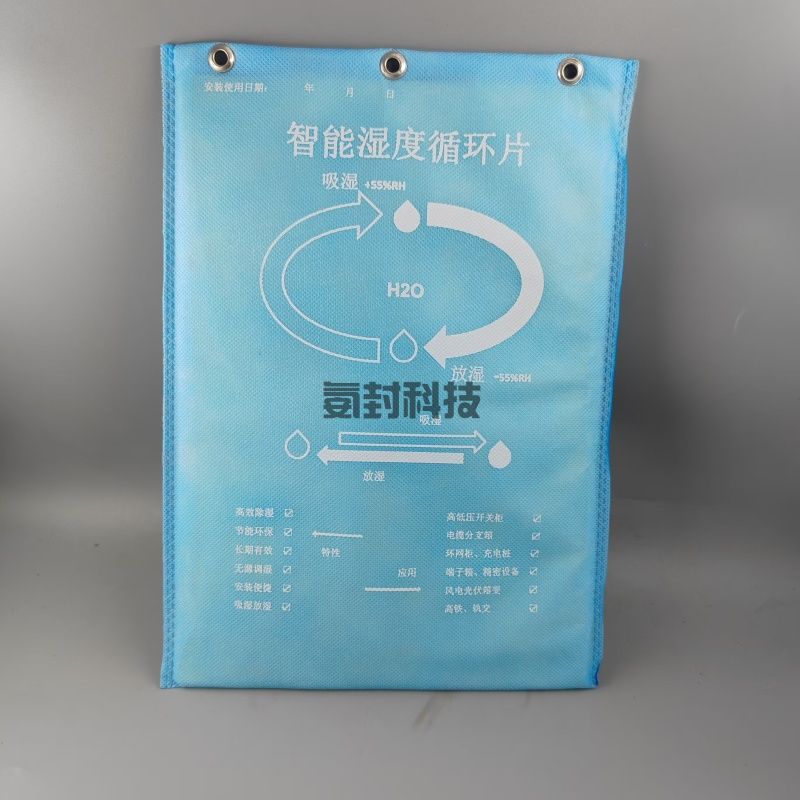 安装使用日期： 年 月 日
智能湿度循环片
吸湿 +55%RH
H2O
放湿 -55%RH
氨封科技
吸湿
放湿
高效除湿 ☑
节能环保 ☑
长期有效 ☑
无源调湿 ☑
安装便捷 ☑
吸湿放湿 ☑
特性
应用
高低压开关柜 ☑
电缆分支箱 ☑
环网柜、充电桩 ☑
端子箱、精密设备 ☑
风电光伏箱变 ☑
高铁、轨交 ☑